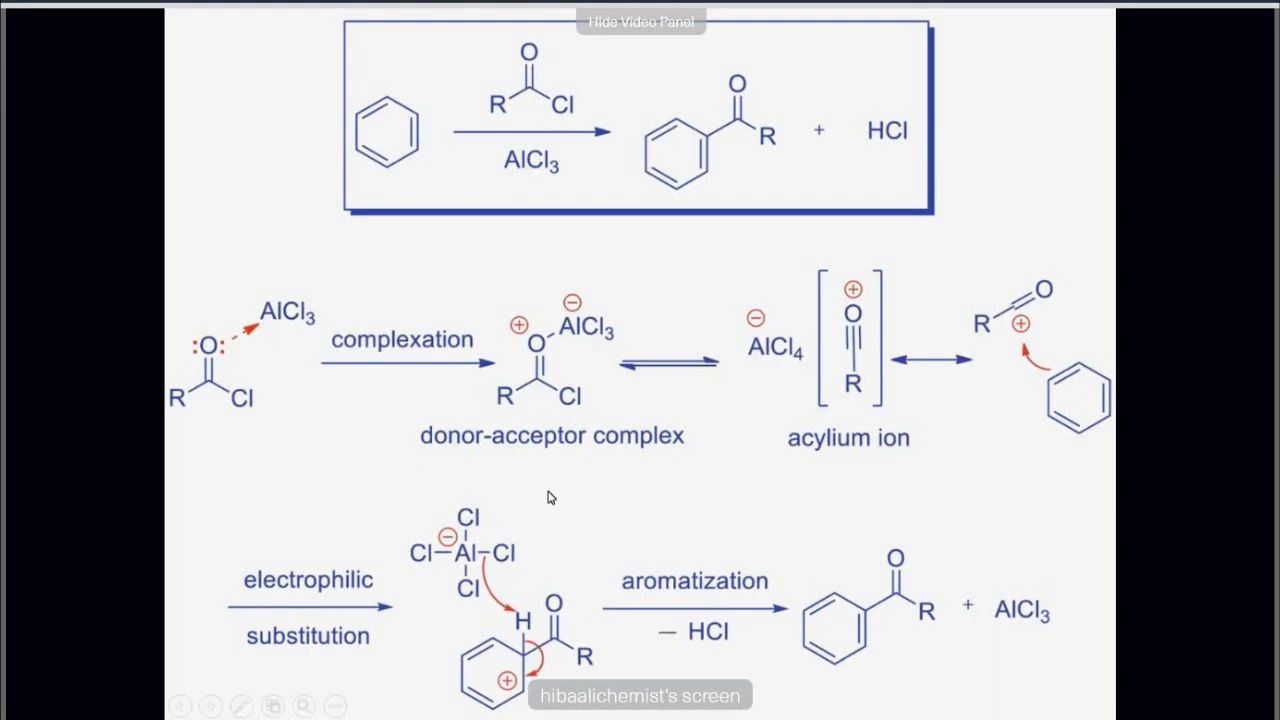 Hide Video Panel
O
R Cl
AlCl3
O
R
+ HCl
AlCl3
:O:
R Cl
complexation
⊕ ⊖
O AlCl3
R Cl
donor-acceptor complex
⊖
AlCl4
⊕
O
R
acylium ion
O
R ⊕
electrophilic
substitution
Cl
⊖
Cl–Al–Cl
Cl
H O
R
⊕
aromatization
– HCl
O
R
+ AlCl3
hibaalichemist's screen